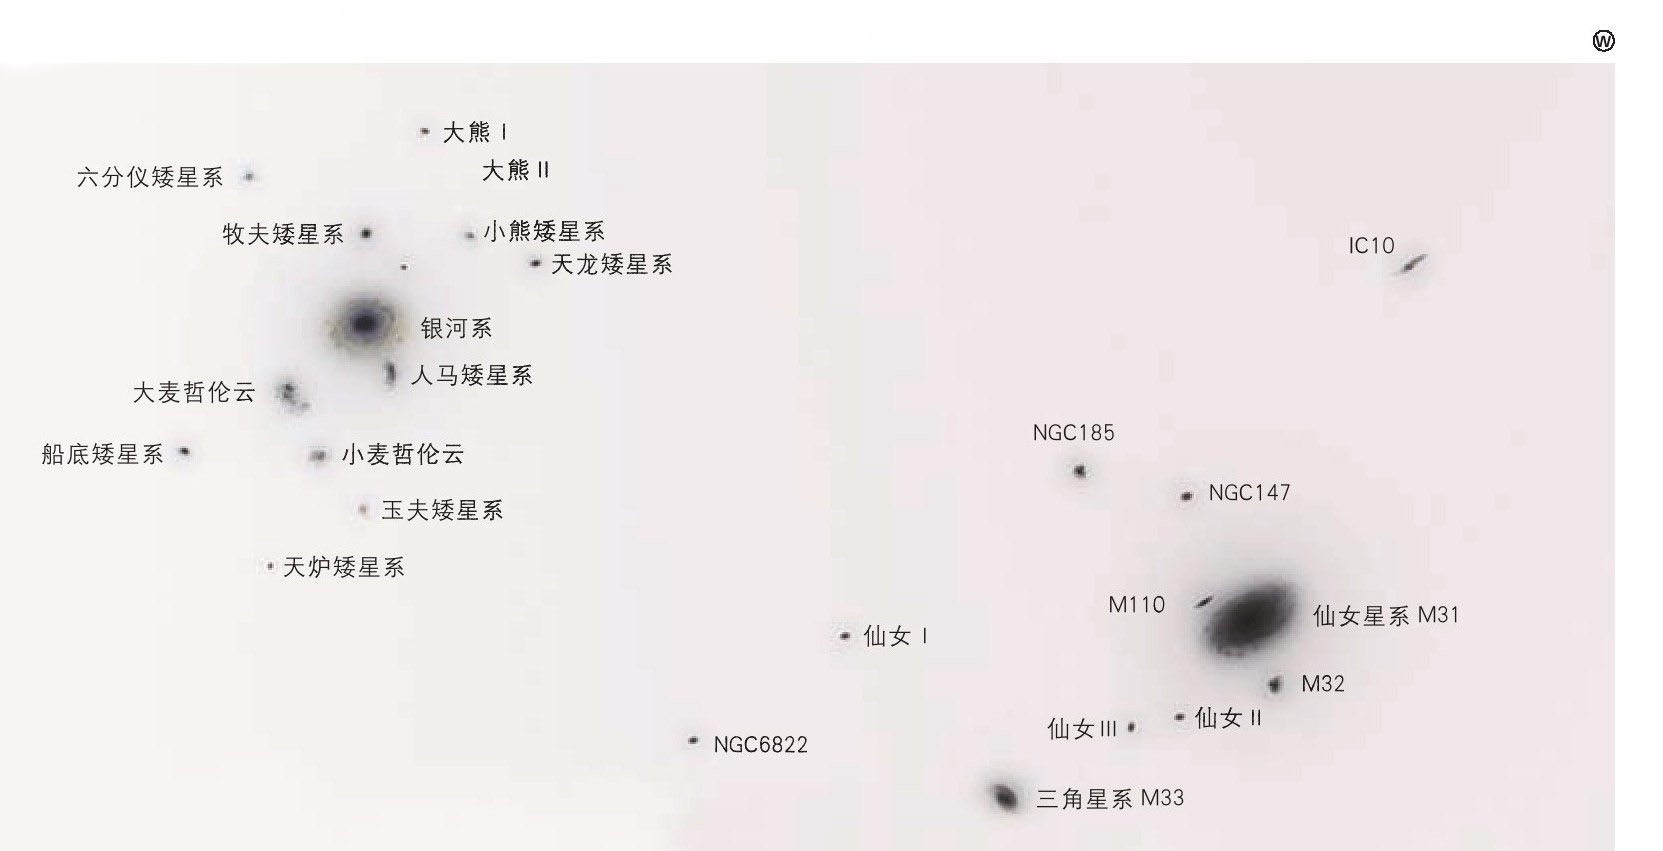 Ⓦ
大熊 I
大熊 II
六分仪矮星系
牧夫矮星系
小熊矮星系
天龙矮星系
IC10
银河系
人马矮星系
大麦哲伦云
NGC185
船底矮星系
小麦哲伦云
NGC147
玉夫矮星系
天炉矮星系
M110
仙女星系 M31
仙女 I
M32
仙女 III
仙女 II
NGC6822
三角星系 M33